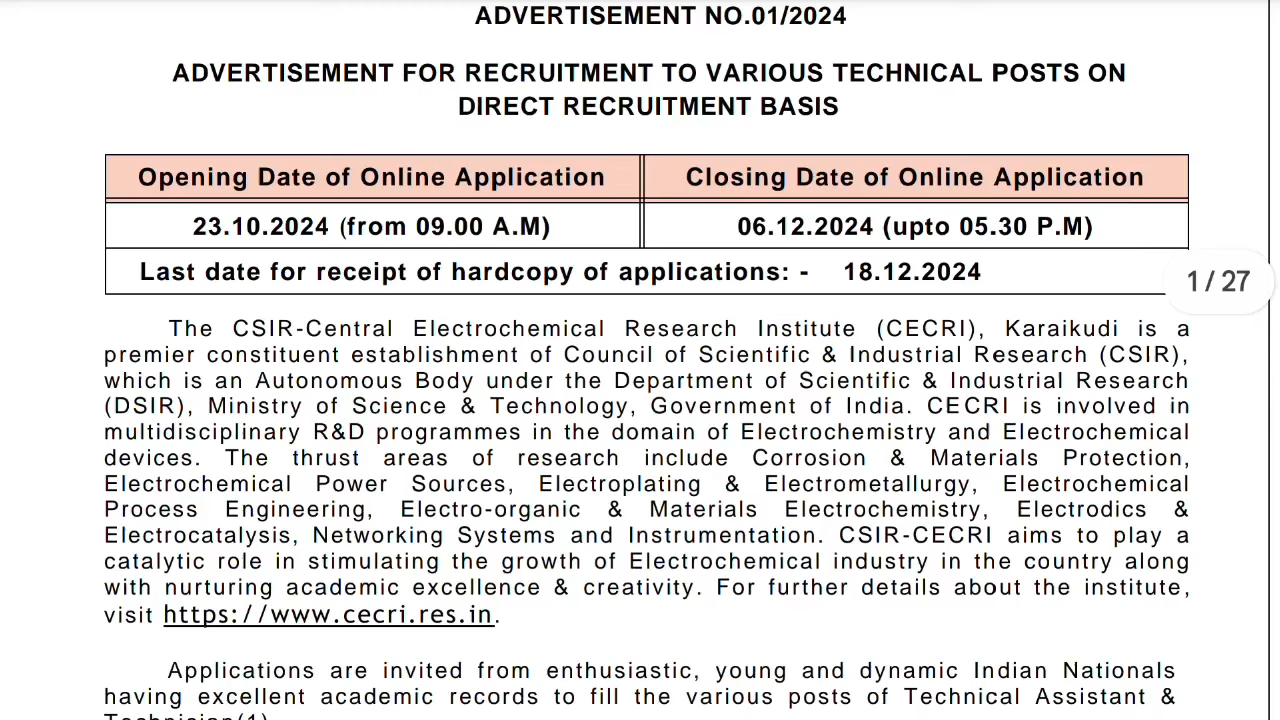 ADVERTISEMENT NO.01/2024
ADVERTISEMENT FOR RECRUITMENT TO VARIOUS TECHNICAL POSTS ON
DIRECT RECRUITMENT BASIS
Opening Date of Online Application
Closing Date of Online Application
23.10.2024 (from 09.00 A.M)
06.12.2024 (upto 05.30 P.M)
Last date for receipt of hardcopy of applications: - 18.12.2024
1 / 27
The CSIR-Central Electrochemical Research Institute (CECRI), Karaikudi is a
premier constituent establishment of Council of Scientific & Industrial Research (CSIR),
which is an Autonomous Body under the Department of Scientific & Industrial Research
(DSIR), Ministry of Science & Technology, Government of India. CECRI is involved in
multidisciplinary R&D programmes in the domain of Electrochemistry and Electrochemical
devices. The thrust areas of research include Corrosion & Materials Protection,
Electrochemical Power Sources, Electroplating & Electrometallurgy, Electrochemical
Process Engineering, Electro-organic & Materials Electrochemistry, Electrodics &
Electrocatalysis, Networking Systems and Instrumentation. CSIR-CECRI aims to play a
catalytic role in stimulating the growth of Electrochemical industry in the country along
with nurturing academic excellence & creativity. For further details about the institute,
visit https://www.cecri.res.in.
Applications are invited from enthusiastic, young and dynamic Indian Nationals
having excellent academic records to fill the various posts of Technical Assistant &
Technician(1)